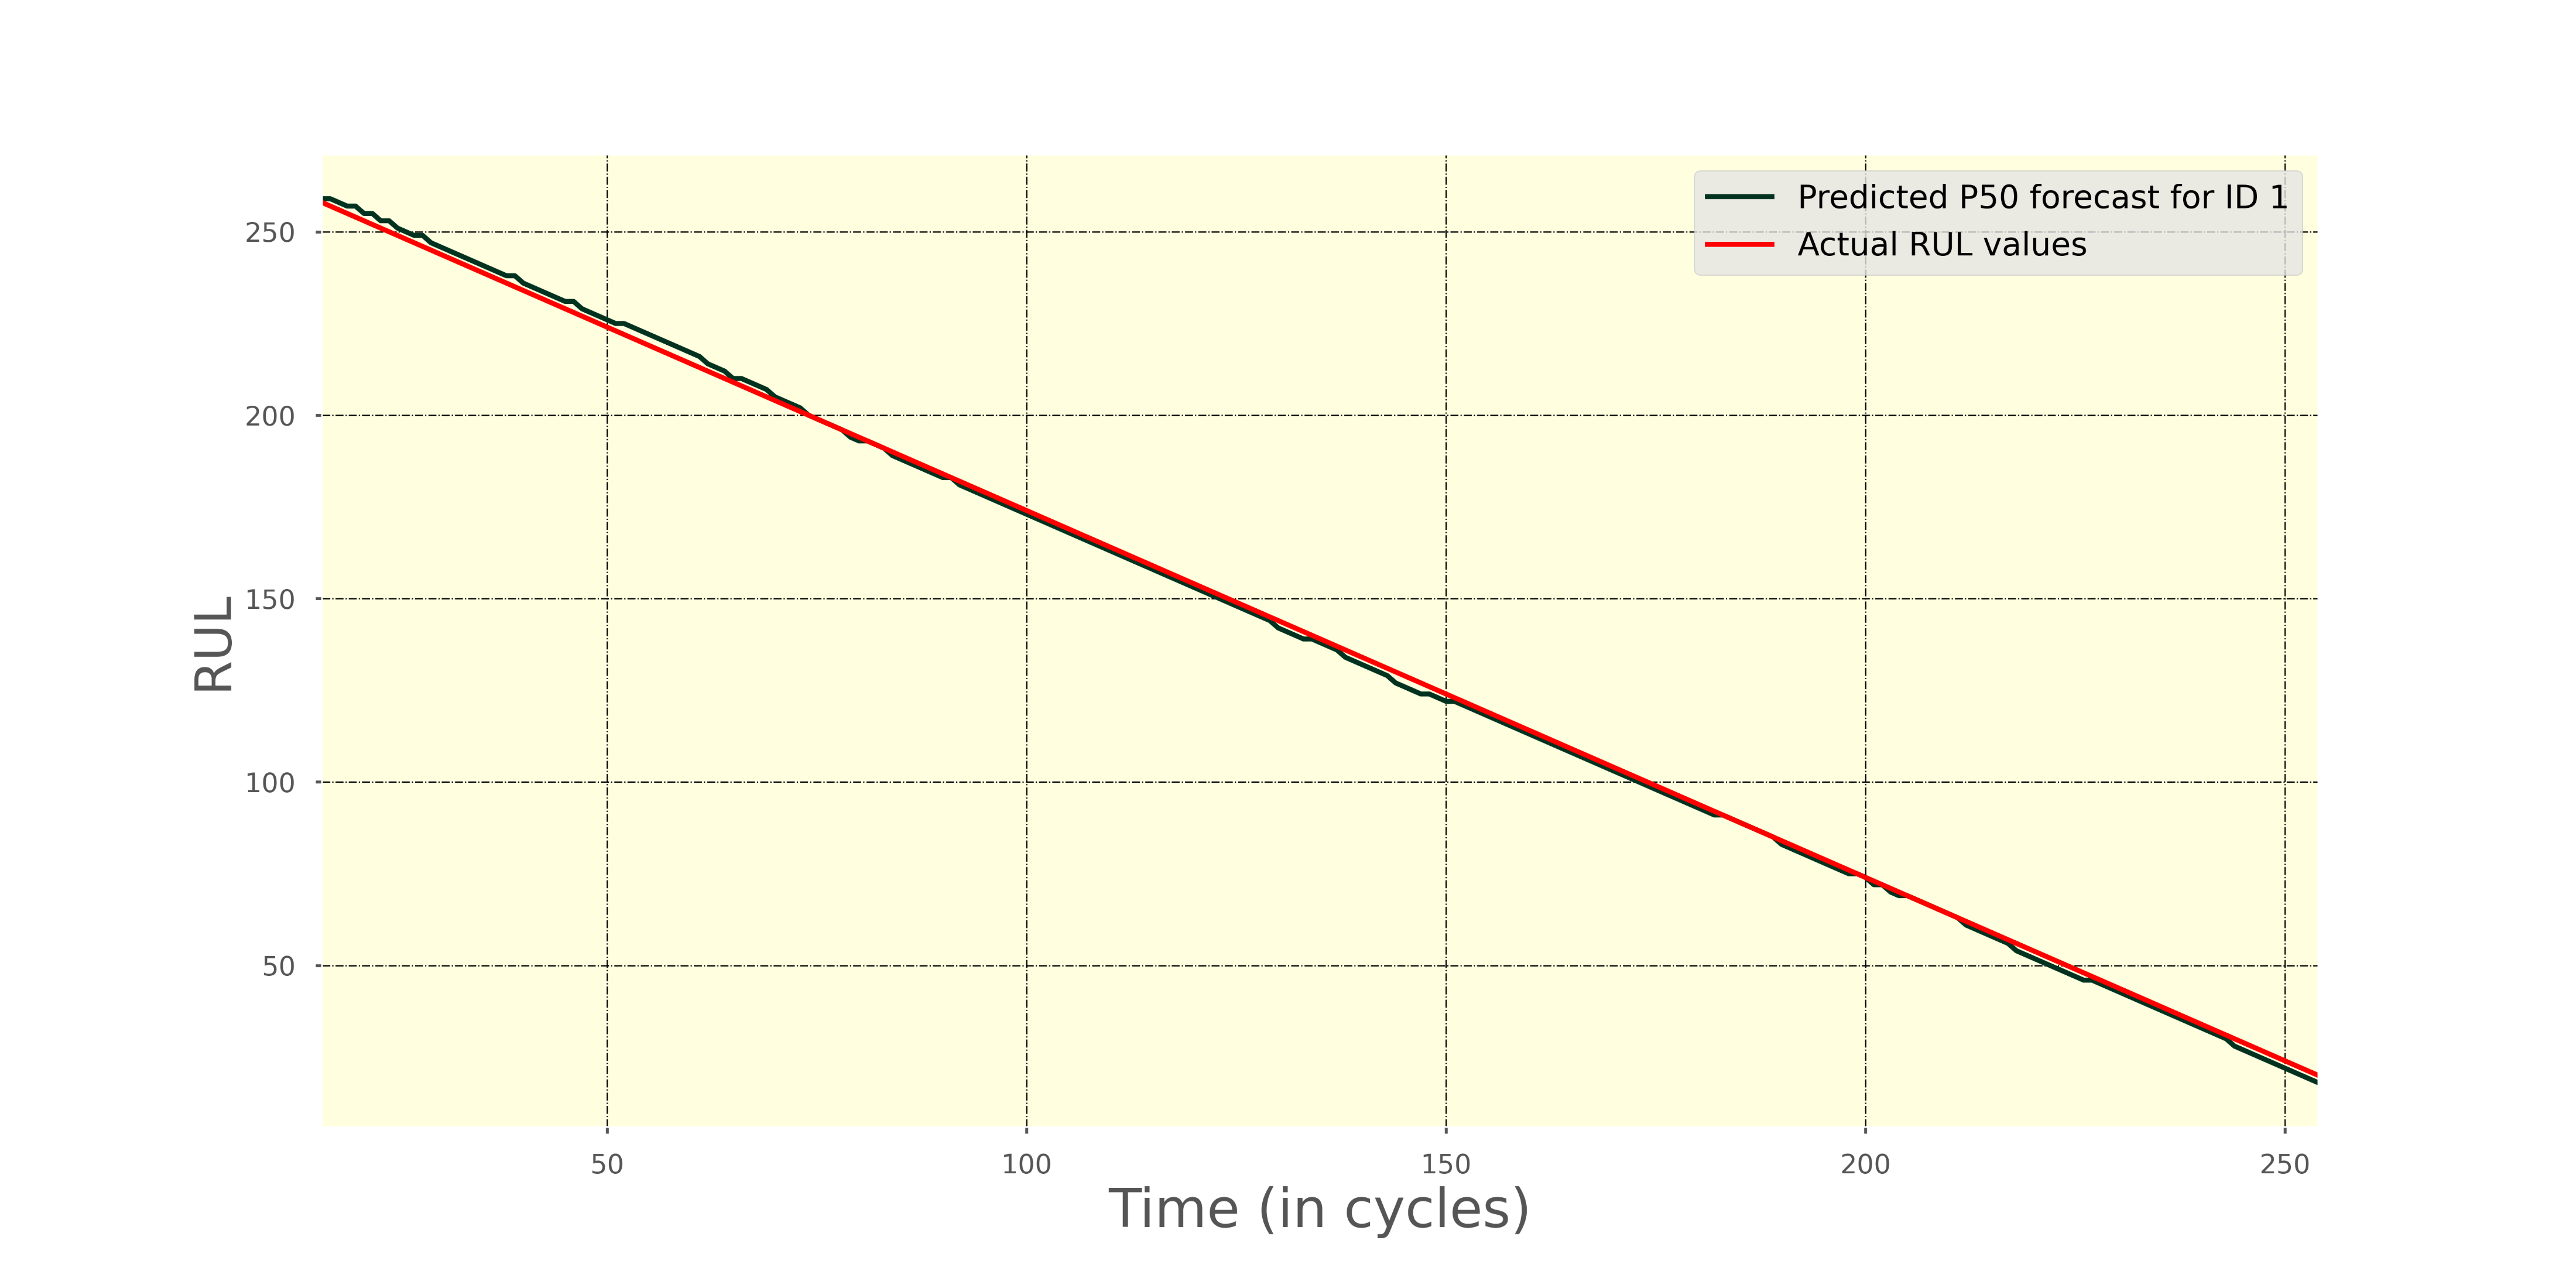 Predicted P50 forecast for ID 1
Actual RUL values
250
200
150
100
50
RUL
50
100
150
200
250
Time (in cycles)